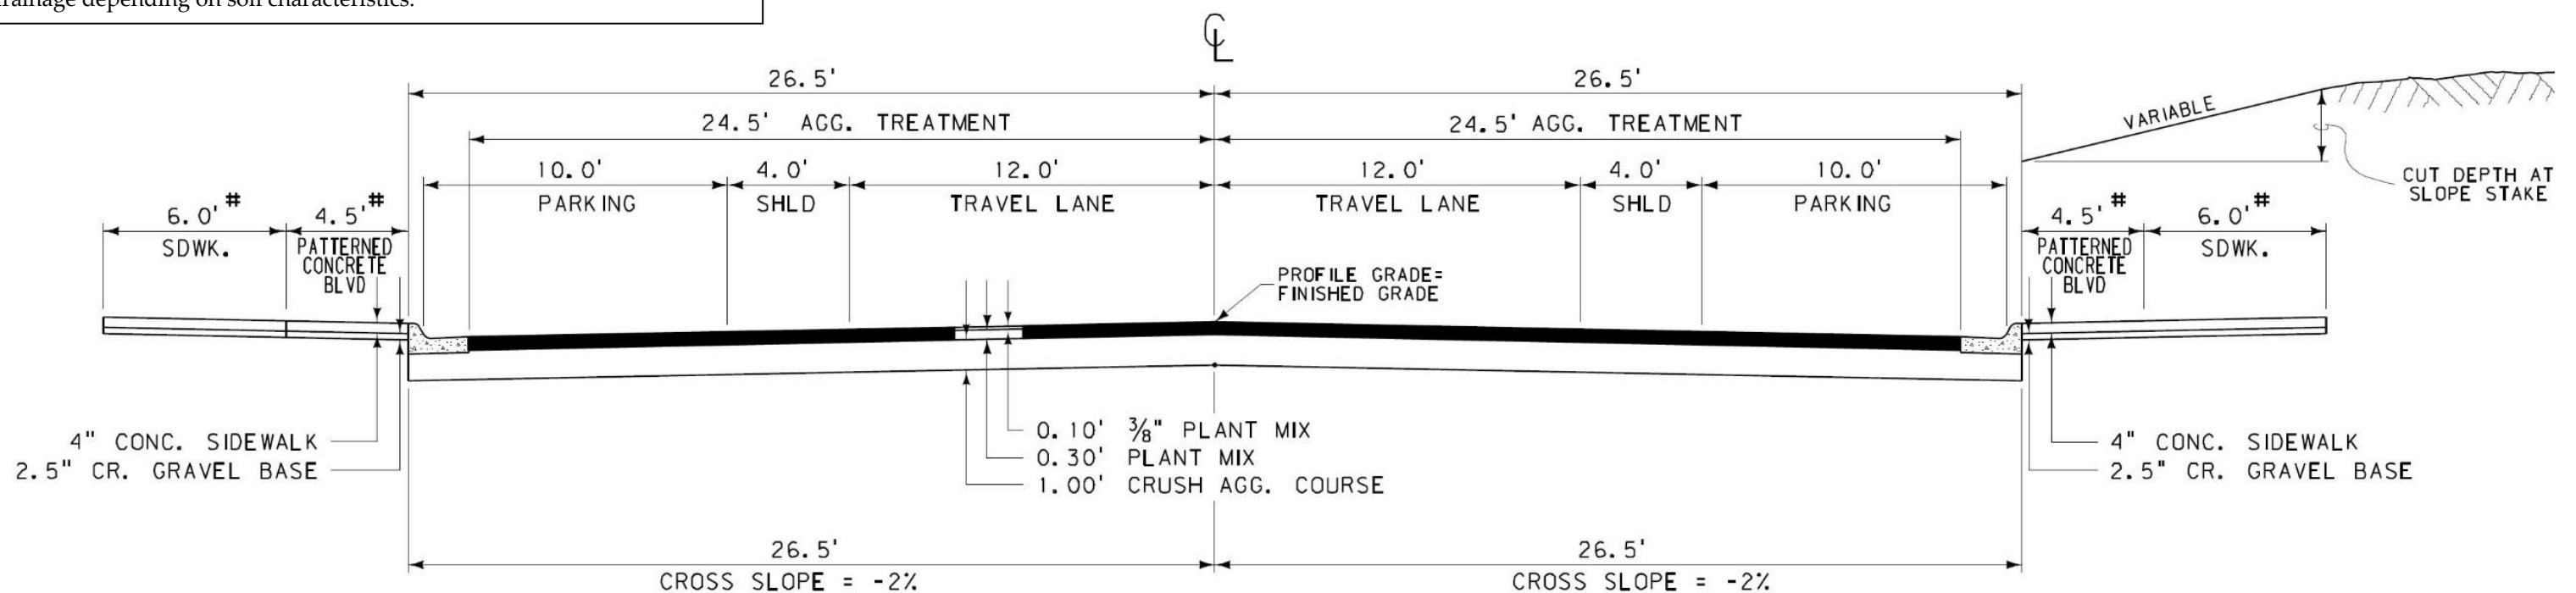 drainage depending on soil characteristics.
℄
26.5'
26.5'
24.5' AGG. TREATMENT
24.5' AGG. TREATMENT
10.0'
4.0'
12.0'
12.0'
4.0'
10.0'
PARKING
SHLD
TRAVEL LANE
TRAVEL LANE
SHLD
PARKING
VARIABLE
CUT DEPTH AT
SLOPE STAKE
6.0'#
SDWK.
4.5'#
PATTERNED
CONCRETE
BLVD
PROFILE GRADE=
FINISHED GRADE
4.5'#
PATTERNED
CONCRETE
BLVD
6.0'#
SDWK.
4" CONC. SIDEWALK
2.5" CR. GRAVEL BASE
0.10' ⅜" PLANT MIX
0.30' PLANT MIX
1.00' CRUSH AGG. COURSE
4" CONC. SIDEWALK
2.5" CR. GRAVEL BASE
26.5'
CROSS SLOPE = -2%
26.5'
CROSS SLOPE = -2%